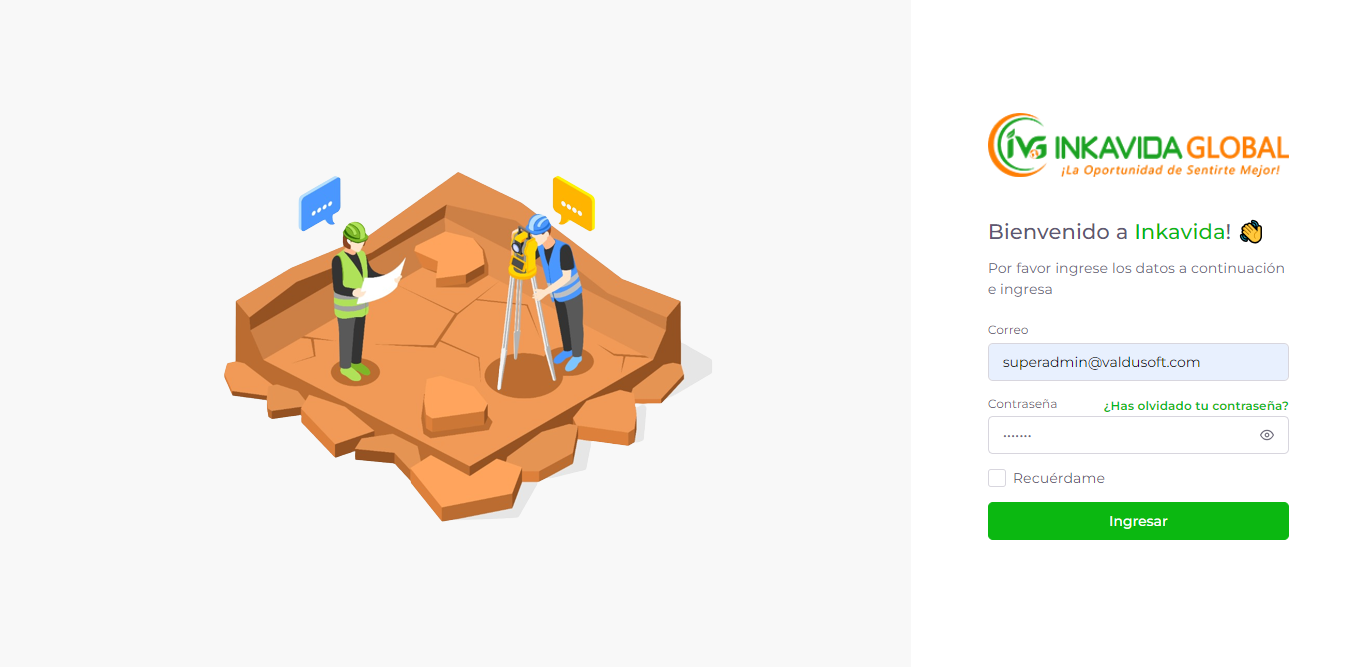 IVG INKAVIDA GLOBAL
¡La Oportunidad de Sentirte Mejor!
Bienvenido a Inkavida! 👋
Por favor ingrese los datos a continuación
e ingresa
Correo
superadmin@valdusoft.com
Contraseña ¿Has olvidado tu contraseña?
·······
Recuérdame
Ingresar